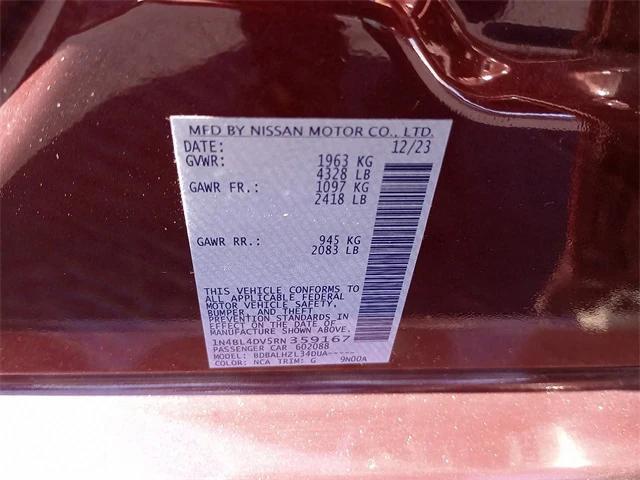 MFD BY NISSAN MOTOR CO., LTD.
DATE: 12/23
GVWR: 1963 KG
4328 LB
GAWR FR.: 1097 KG
2418 LB
GAWR RR.: 945 KG
2083 LB
THIS VEHICLE CONFORMS TO
ALL APPLICABLE FEDERAL
MOTOR VEHICLE SAFETY,
BUMPER, AND THEFT
PREVENTION STANDARDS IN
EFFECT ON THE DATE OF
MANUFACTURE SHOWN ABOVE.
1N4BL4DV5RN359167
PASSENGER CAR 602088
MODEL: BDBALHZL34DUA-----
COLOR: NCA TRIM: G 9N00A